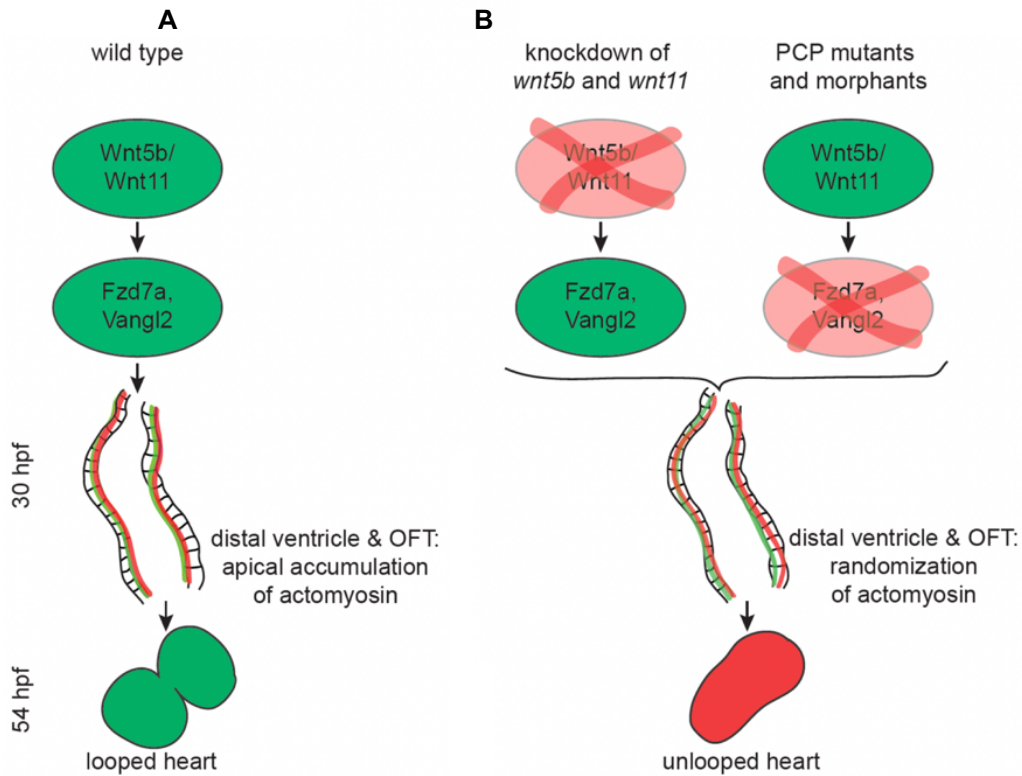 A
wild type
Wnt5b/
Wnt11
Fzd7a,
Vangl2
30 hpf
distal ventricle & OFT:
apical accumulation
of actomyosin
54 hpf
looped heart
B
knockdown of
wnt5b and wnt11
PCP mutants
and morphants
Wnt5b/
Wnt11
Wnt5b/
Wnt11
Fzd7a,
Vangl2
Fzd7a,
Vangl2
distal ventricle & OFT:
randomization
of actomyosin
unlooped heart